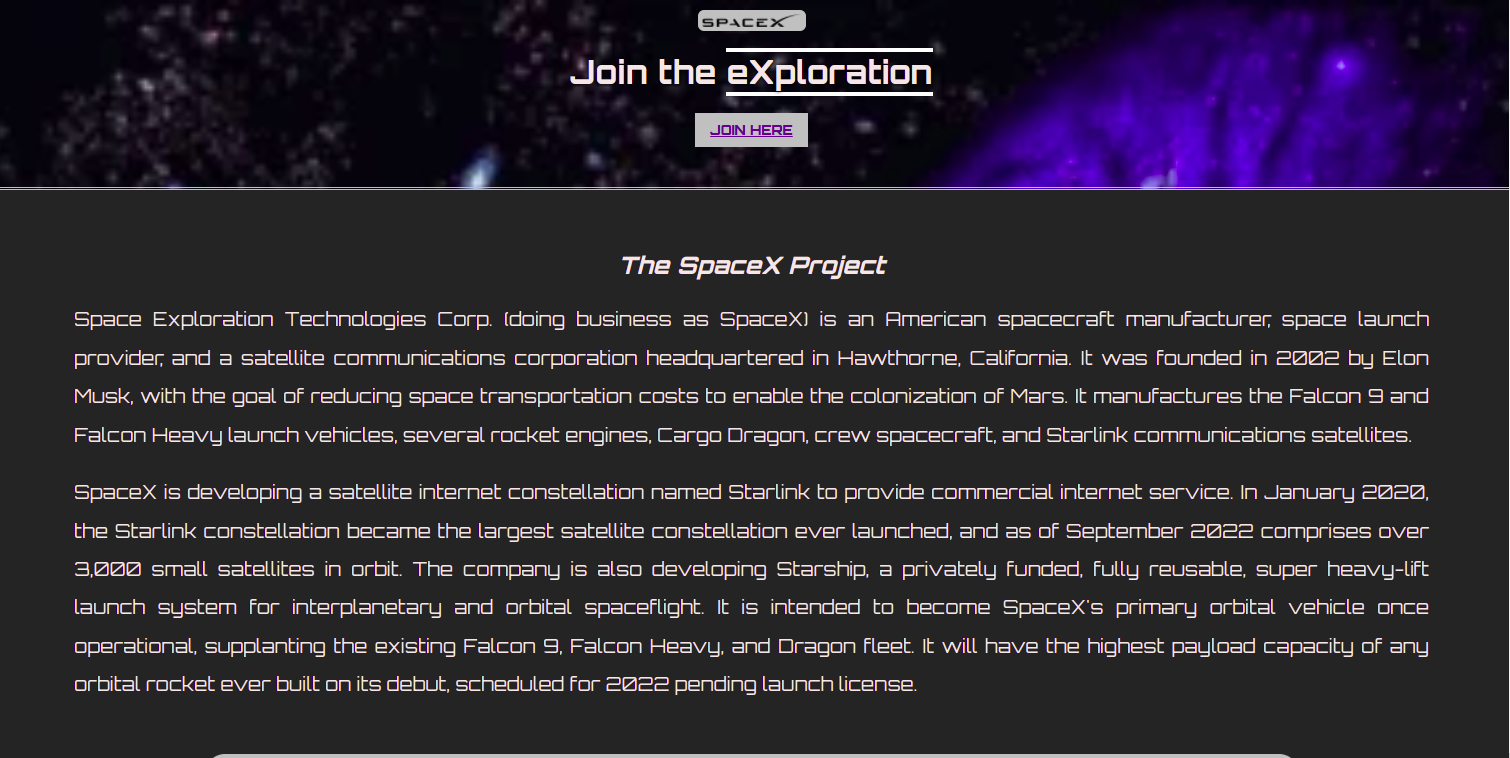 SPACEX
Join the eXploration
JOIN HERE
The SpaceX Project
Space Exploration Technologies Corp. (doing business as SpaceX) is an American spacecraft manufacturer, space launch
provider, and a satellite communications corporation headquartered in Hawthorne, California. It was founded in 2002 by Elon
Musk, with the goal of reducing space transportation costs to enable the colonization of Mars. It manufactures the Falcon 9 and
Falcon Heavy launch vehicles, several rocket engines, Cargo Dragon, crew spacecraft, and Starlink communications satellites.
SpaceX is developing a satellite internet constellation named Starlink to provide commercial internet service. In January 2020,
the Starlink constellation became the largest satellite constellation ever launched, and as of September 2022 comprises over
3,000 small satellites in orbit. The company is also developing Starship, a privately funded, fully reusable, super heavy-lift
launch system for interplanetary and orbital spaceflight. It is intended to become SpaceX's primary orbital vehicle once
operational, supplanting the existing Falcon 9, Falcon Heavy, and Dragon fleet. It will have the highest payload capacity of any
orbital rocket ever built on its debut, scheduled for 2022 pending launch license.